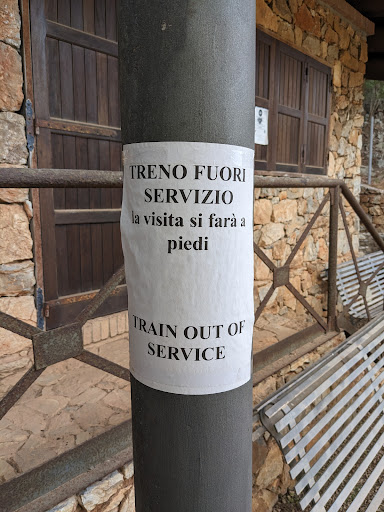 TRENO FUORI
SERVIZIO
la visita si farà a
piedi
TRAIN OUT OF
SERVICE